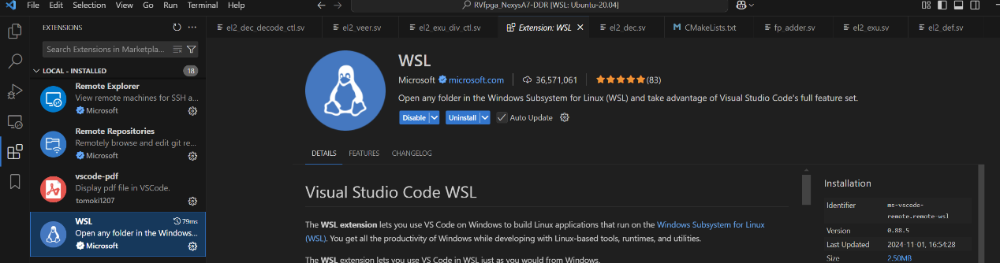 File Edit Selection View Go Run Terminal Help
RVfpga_NexysA7-DDR [WSL: Ubuntu-20.04]
EXTENSIONS
el2_dec_decode_ctl.sv
el2_veer.sv
el2_exu_div_ctl.sv
Extension: WSL
el2_dec.sv
CMakeLists.txt
fp_adder.sv
el2_exu.sv
el2_def.sv
Search Extensions in Marketpla...
LOCAL - INSTALLED 18
Remote Explorer
View remote machines for SSH a...
Microsoft
Remote Repositories
Remotely browse and edit git re...
Microsoft
vscode-pdf
Display pdf file in VSCode.
tomoki1207
WSL 79ms
Open any folder in the Windows...
Microsoft
WSL
Microsoft microsoft.com 36,571,061 (83)
Open any folder in the Windows Subsystem for Linux (WSL) and take advantage of Visual Studio Code's full feature set.
Disable Uninstall Auto Update
DETAILS FEATURES CHANGELOG
Visual Studio Code WSL
The WSL extension lets you use VS Code on Windows to build Linux applications that run on the Windows Subsystem for Linux
(WSL). You get all the productivity of Windows while developing with Linux-based tools, runtimes, and utilities.
The WSL extension lets you use VS Code in WSL just as you would from Windows.
Installation
Identifier ms-vscode-
remote.remote-wsl
Version 0.88.5
Last Updated 2024-11-01, 16:54:28
Size 2.50MB